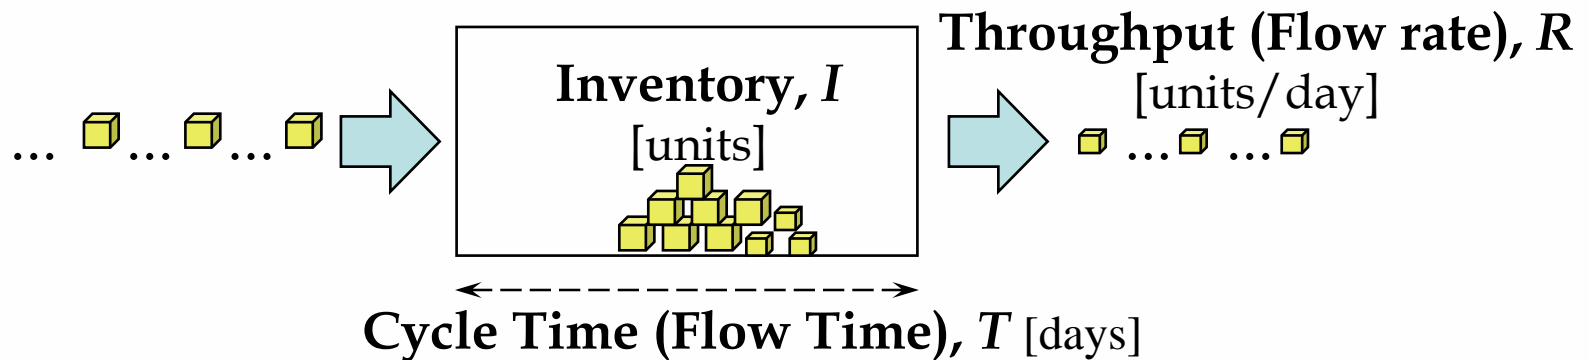 Throughput (Flow rate), R
[units/day]
Inventory, I
[units]
... ... ...
... ...
Cycle Time (Flow Time), T [days]